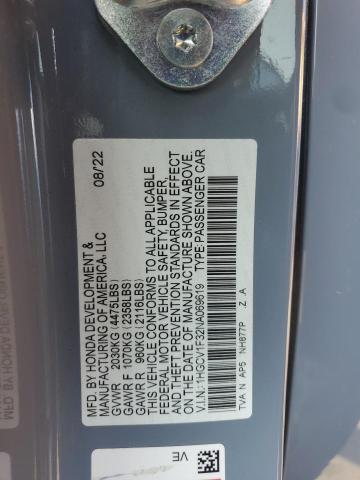 MFD. BY HONDA DEVELOPMENT & 08/22
MANUFACTURING OF AMERICA, LLC
GVWR 2030KG (4475LBS)
GAWR F 1070KG (2358LBS)
GAWR R 960KG (2116LBS)
THIS VEHICLE CONFORMS TO ALL APPLICABLE
FEDERAL MOTOR VEHICLE SAFETY, BUMPER,
AND THEFT PREVENTION STANDARDS IN EFFECT
ON THE DATE OF MANUFACTURE SHOWN ABOVE.
V.I.N.:1HGCV1F32NA069619 TYPE:PASSENGER CAR
TVA N AP5 NH877P Z A
VE